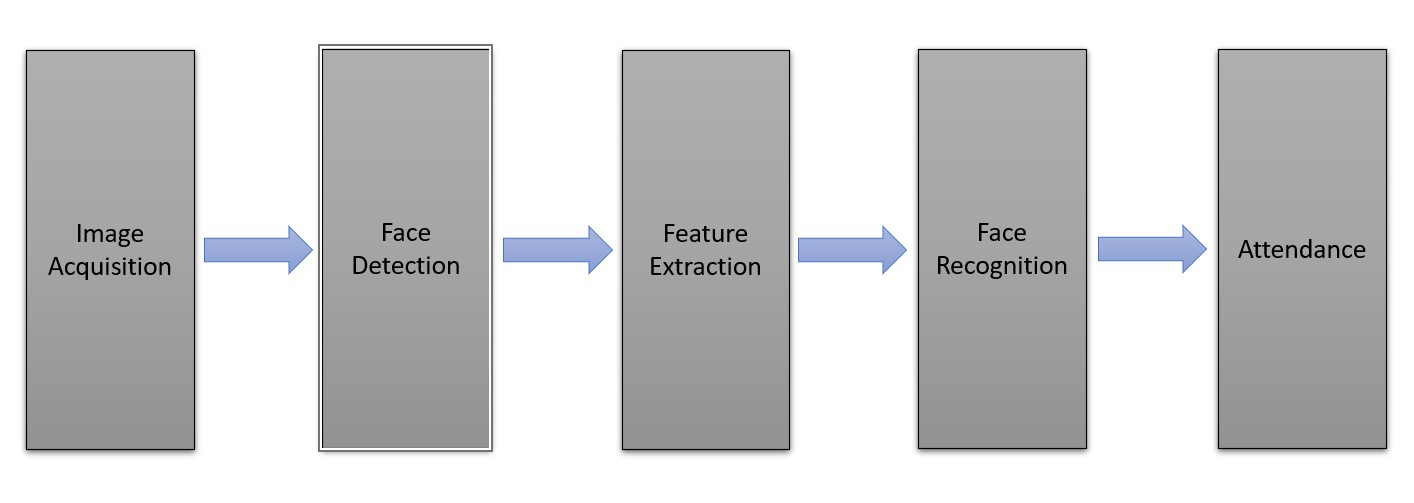 Image
Acquisition
Face
Detection
Feature
Extraction
Face
Recognition
Attendance